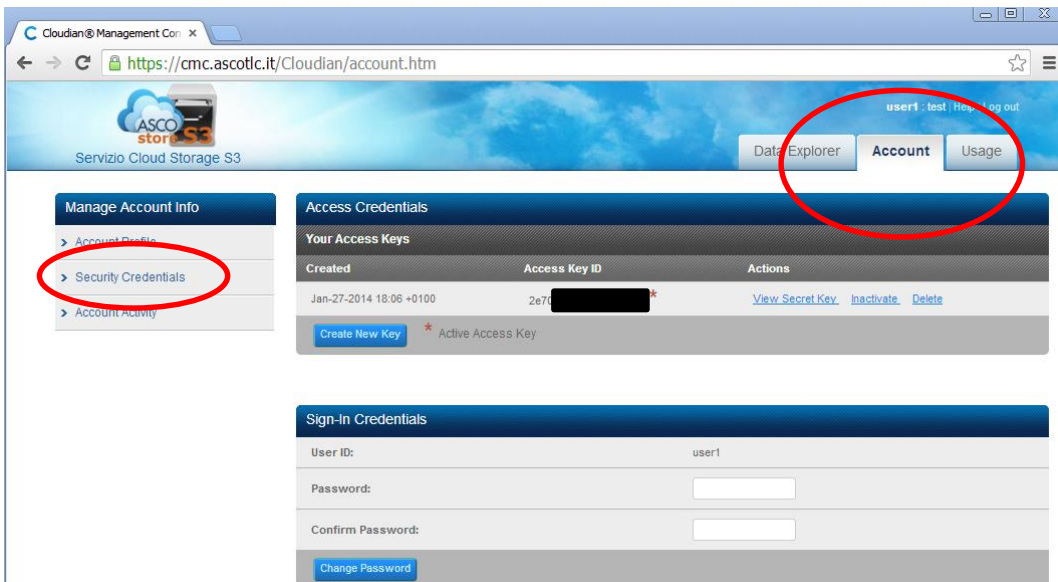 Cloudian® Management Con
https://cmc.ascotlc.it/Cloudian/account.htm
ASCO
store S3
Servizio Cloud Storage S3
user1 : test | Help Log out
Data Explorer Account Usage
Manage Account Info
Account Profile
Security Credentials
Account Activity
Access Credentials
Your Access Keys
Created Access Key ID Actions
Jan-27-2014 18:06 +0100 2e70 * View Secret Key Inactivate Delete
Create New Key * Active Access Key
Sign-In Credentials
User ID: user1
Password:
Confirm Password:
Change Password